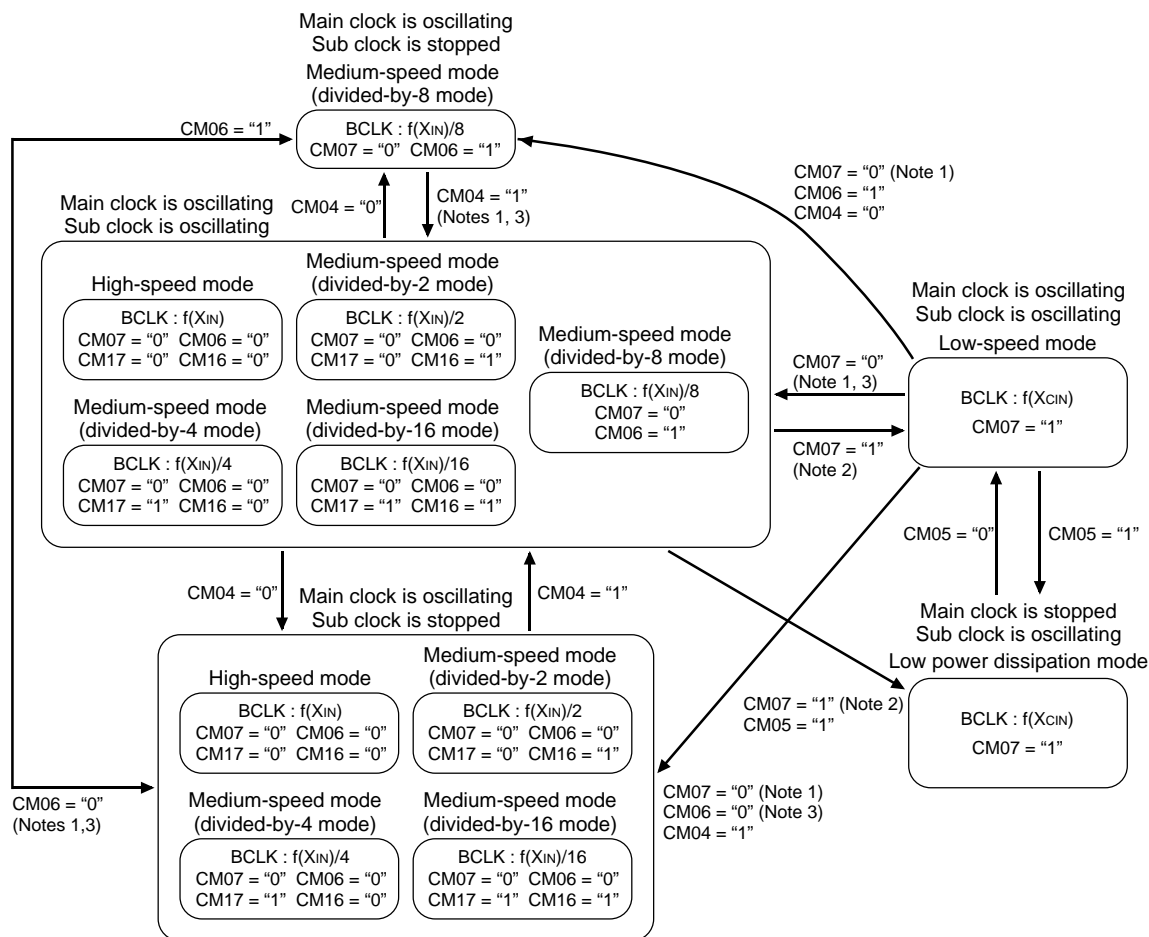 Main clock is oscillating
Sub clock is stopped
Medium-speed mode
(divided-by-8 mode)
CM06 = “1”
BCLK : f(XIN)/8
CM07 = “0” CM06 = “1”
CM07 = “0” (Note 1)
CM06 = “1”
CM04 = “0”
Main clock is oscillating
Sub clock is oscillating
CM04 = “0”
CM04 = “1”
(Notes 1, 3)
High-speed mode
BCLK : f(XIN)
CM07 = “0” CM06 = “0”
CM17 = “0” CM16 = “0”
Medium-speed mode
(divided-by-2 mode)
BCLK : f(XIN)/2
CM07 = “0” CM06 = “0”
CM17 = “0” CM16 = “1”
Medium-speed mode
(divided-by-8 mode)
BCLK : f(XIN)/8
CM07 = “0”
CM06 = “1”
Medium-speed mode
(divided-by-4 mode)
BCLK : f(XIN)/4
CM07 = “0” CM06 = “0”
CM17 = “1” CM16 = “0”
Medium-speed mode
(divided-by-16 mode)
BCLK : f(XIN)/16
CM07 = “0” CM06 = “0”
CM17 = “1” CM16 = “1”
CM07 = “0”
(Note 1, 3)
CM07 = “1”
(Note 2)
Main clock is oscillating
Sub clock is oscillating
Low-speed mode
BCLK : f(XCIN)
CM07 = “1”
CM05 = “0”
CM05 = “1”
CM04 = “0”
Main clock is oscillating
Sub clock is stopped
CM04 = “1”
Main clock is stopped
Sub clock is oscillating
Low power dissipation mode
BCLK : f(XCIN)
CM07 = “1”
CM07 = “1” (Note 2)
CM05 = “1”
High-speed mode
BCLK : f(XIN)
CM07 = “0” CM06 = “0”
CM17 = “0” CM16 = “0”
Medium-speed mode
(divided-by-2 mode)
BCLK : f(XIN)/2
CM07 = “0” CM06 = “0”
CM17 = “0” CM16 = “1”
CM06 = “0”
(Notes 1,3)
Medium-speed mode
(divided-by-4 mode)
BCLK : f(XIN)/4
CM07 = “0” CM06 = “0”
CM17 = “1” CM16 = “0”
Medium-speed mode
(divided-by-16 mode)
BCLK : f(XIN)/16
CM07 = “0” CM06 = “0”
CM17 = “1” CM16 = “1”
CM07 = “0” (Note 1)
CM06 = “0” (Note 3)
CM04 = “1”